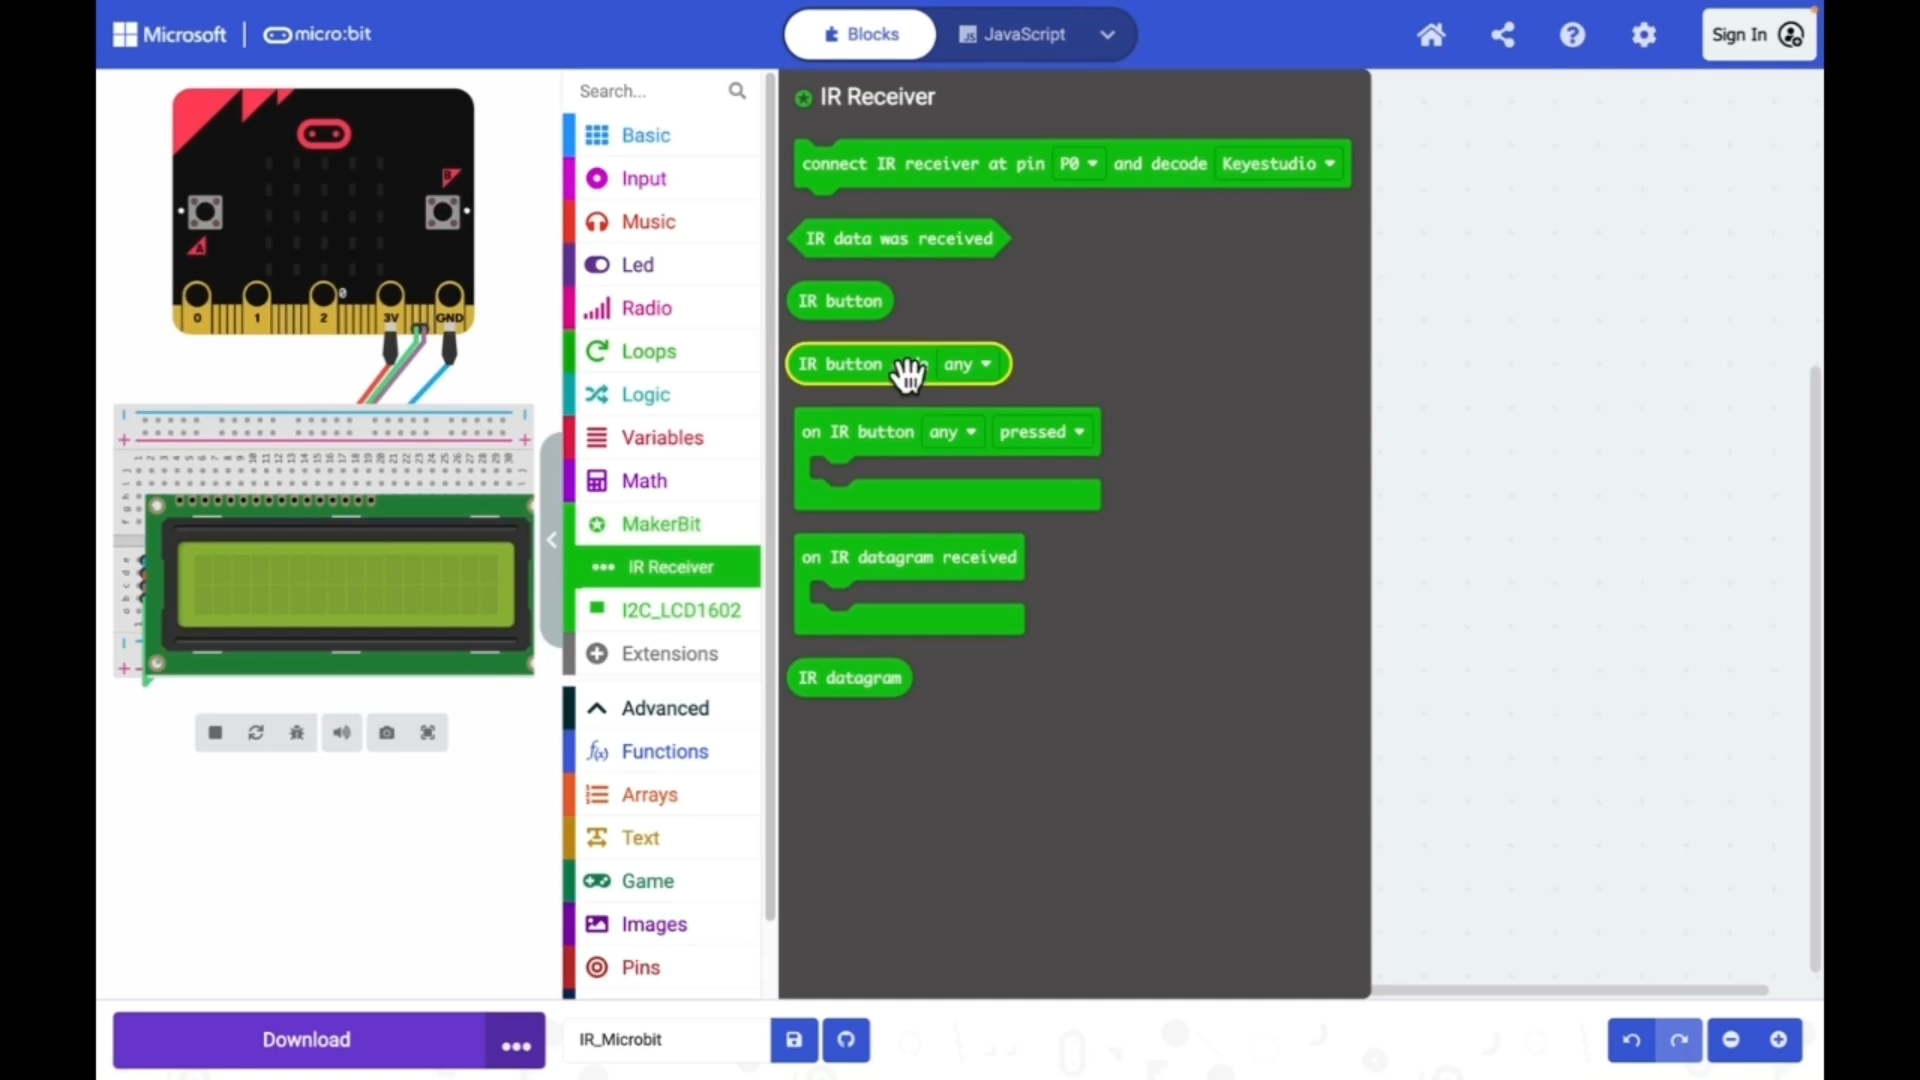 Microsoft | micro:bit
Blocks
JavaScript
Sign In
B
A
0
0 1 2 3V GND
Search...
Basic
Input
Music
Led
Radio
Loops
Logic
Variables
Math
MakerBit
IR Receiver
I2C_LCD1602
Extensions
Advanced
Functions
Arrays
Text
Game
Images
Pins
IR Receiver
connect IR receiver at pin P0 and decode Keyestudio
IR data was received
IR button
IR button any
on IR button any pressed
on IR datagram received
IR datagram
Download
IR_Microbit